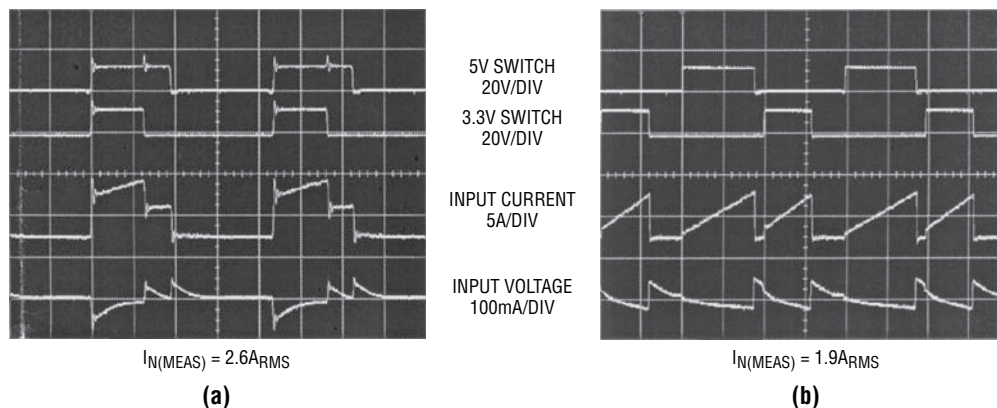 5V SWITCH
20V/DIV
3.3V SWITCH
20V/DIV
INPUT CURRENT
5A/DIV
INPUT VOLTAGE
100mA/DIV
IN(MEAS) = 2.6ARMS
IN(MEAS) = 1.9ARMS
(a)
(b)